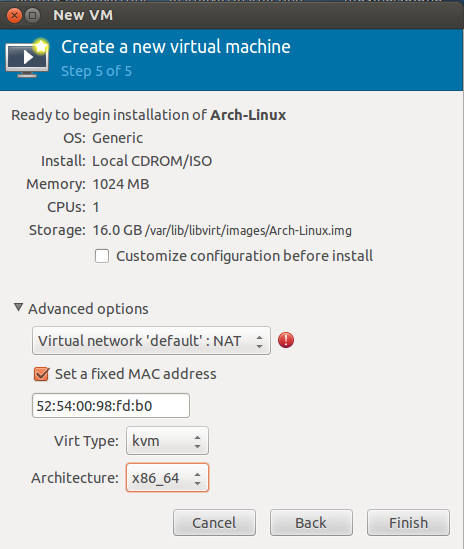 New VM
Create a new virtual machine
Step 5 of 5
Ready to begin installation of Arch-Linux
OS: Generic
Install: Local CDROM/ISO
Memory: 1024 MB
CPUs: 1
Storage: 16.0 GB /var/lib/libvirt/images/Arch-Linux.img
Customize configuration before install
Advanced options
Virtual network 'default' : NAT
Set a fixed MAC address
52:54:00:98:fd:b0
Virt Type: kvm
Architecture: x86_64
Cancel Back Finish